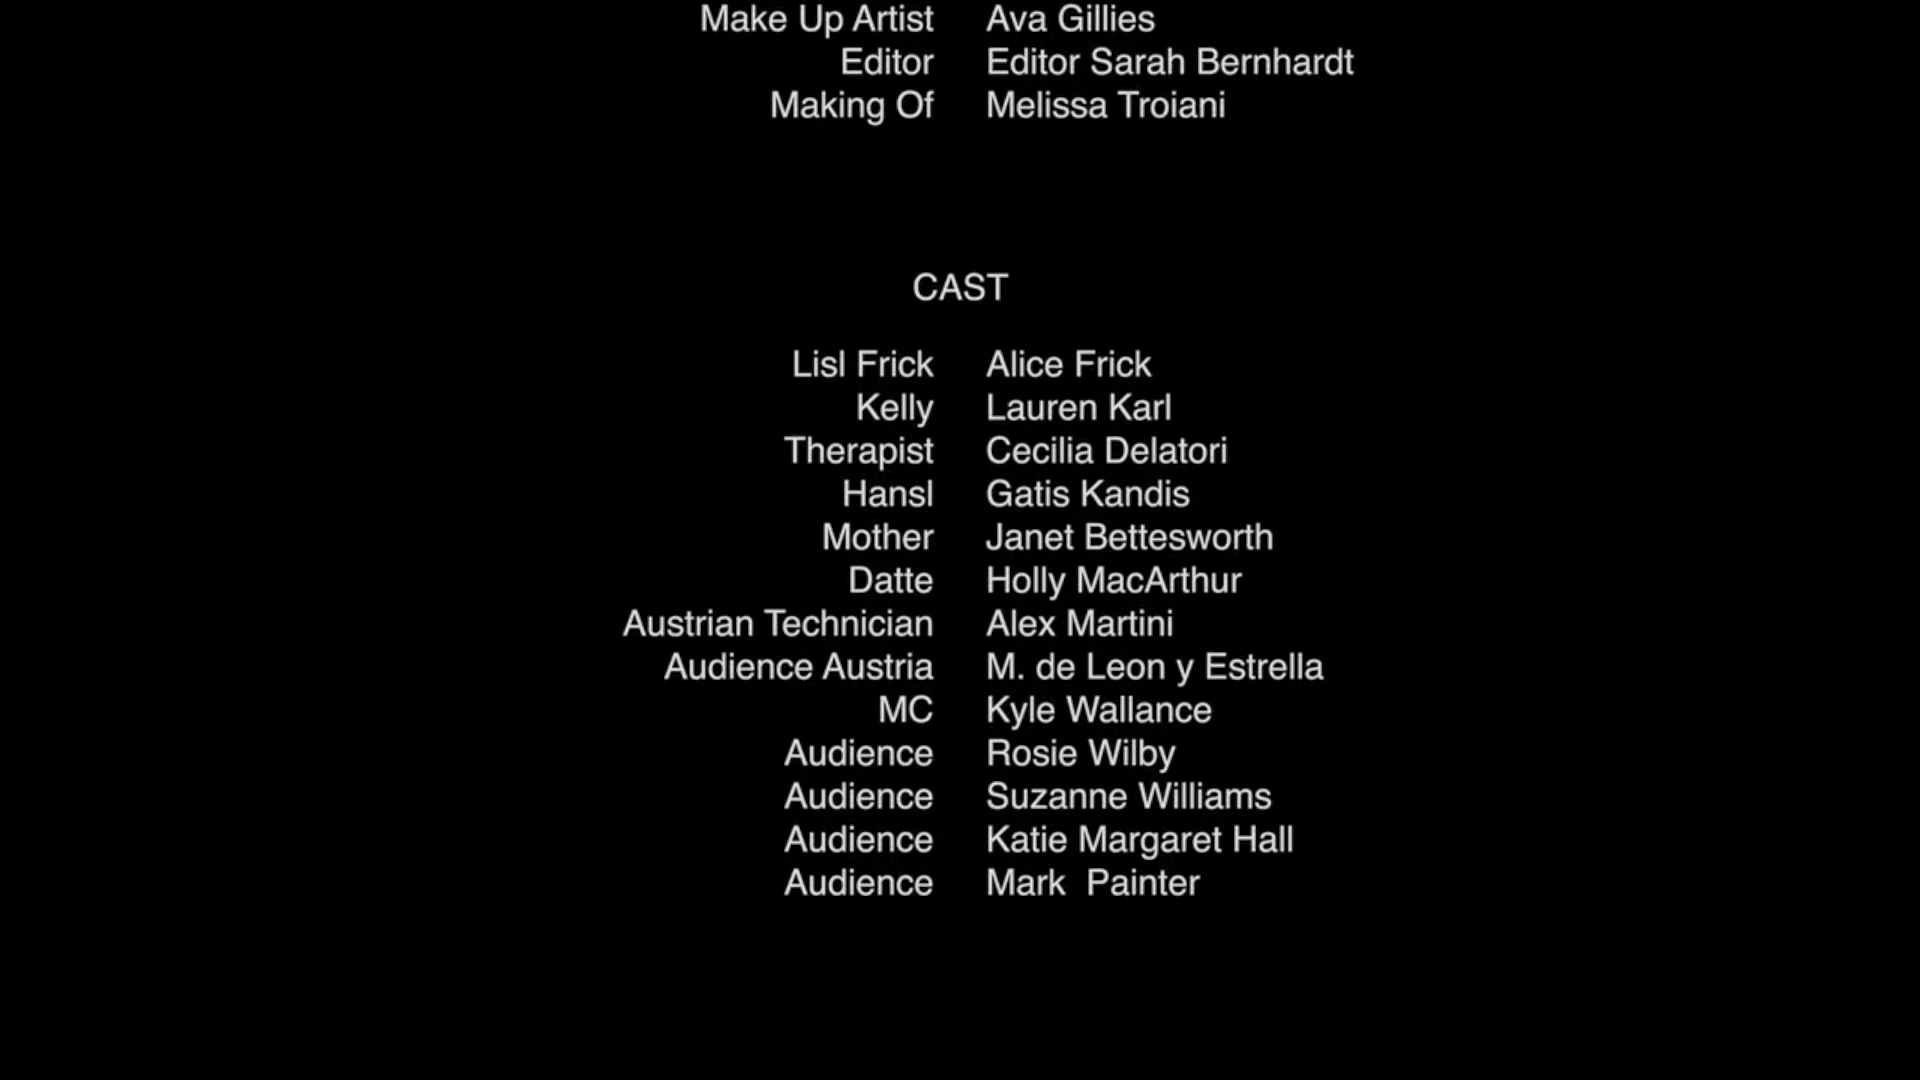 Make Up Artist Ava Gillies
Editor Editor Sarah Bernhardt
Making Of Melissa Troiani
CAST
Lisl Frick Alice Frick
Kelly Lauren Karl
Therapist Cecilia Delatori
Hansl Gatis Kandis
Mother Janet Bettesworth
Datte Holly MacArthur
Austrian Technician Alex Martini
Audience Austria M. de Leon y Estrella
MC Kyle Wallance
Audience Rosie Wilby
Audience Suzanne Williams
Audience Katie Margaret Hall
Audience Mark  Painter